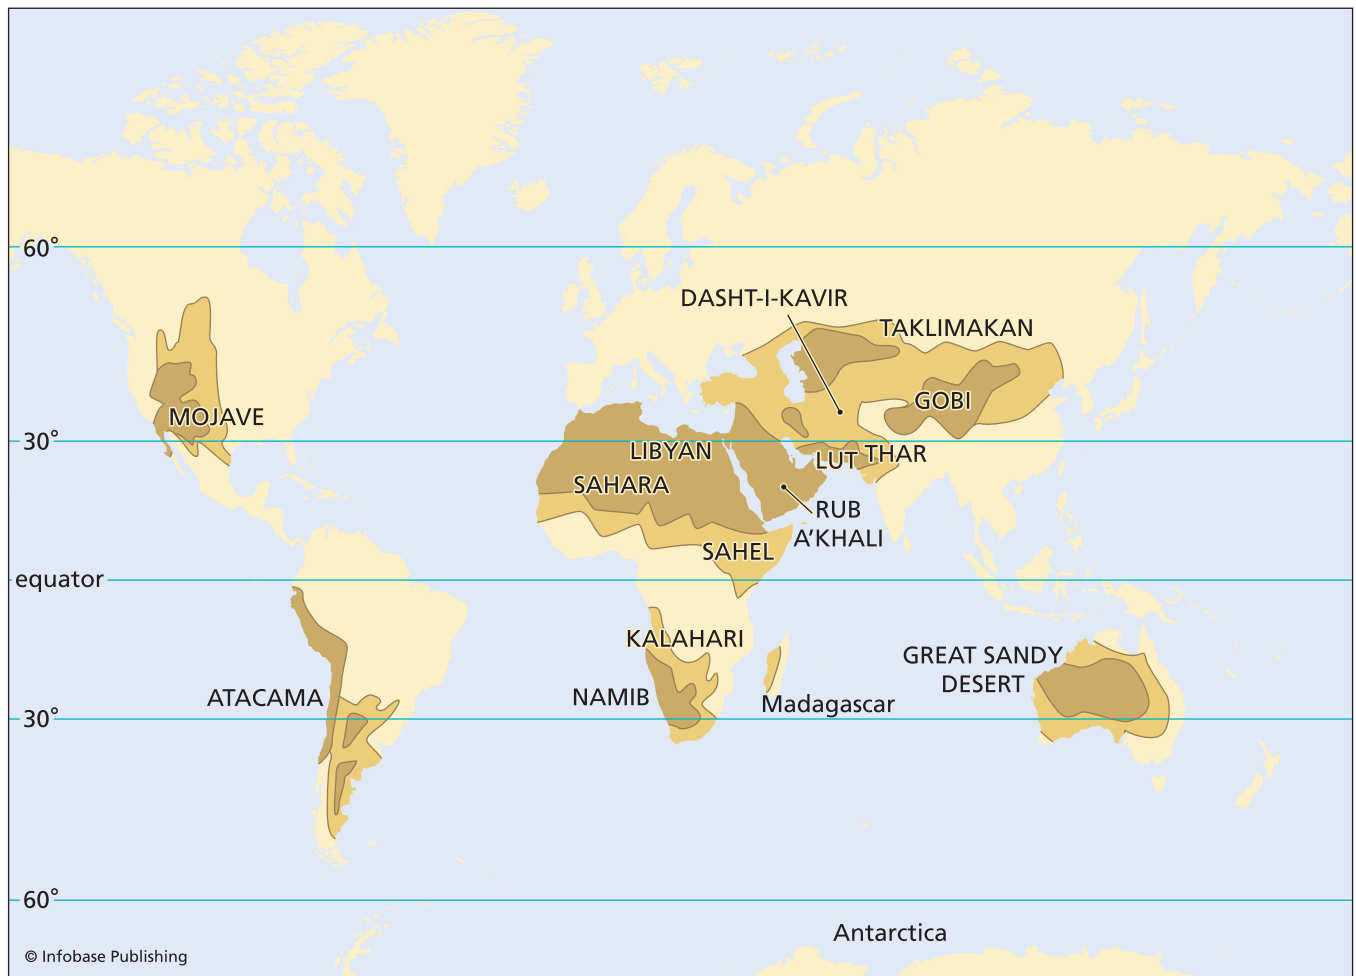 60°
DASHT-I-KAVIR
TAKLIMAKAN
GOBI
MOJAVE
30°
LIBYAN
LUT
THAR
SAHARA
RUB
A'KHALI
SAHEL
equator
KALAHARI
GREAT SANDY
DESERT
ATACAMA
NAMIB
Madagascar
30°
60°
Antarctica
© Infobase Publishing